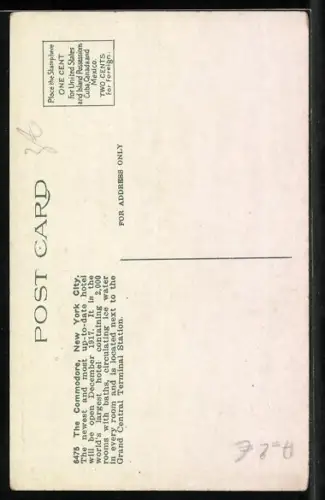 POST CARD
Place the Stamp here
ONE CENT
For United States
and Island Possessions
Cuba, Canada and
Mexico.
TWO CENTS
for Foreign.
6475 The Commodore, New York City.
The newest and most up-to-date hotel
will be open December 1917. It is the
world's largest hotel containing 2,000
rooms with baths, circulating ice water
in every room and is located next to the
Grand Central Terminal Station.
FOR ADDRESS ONLY